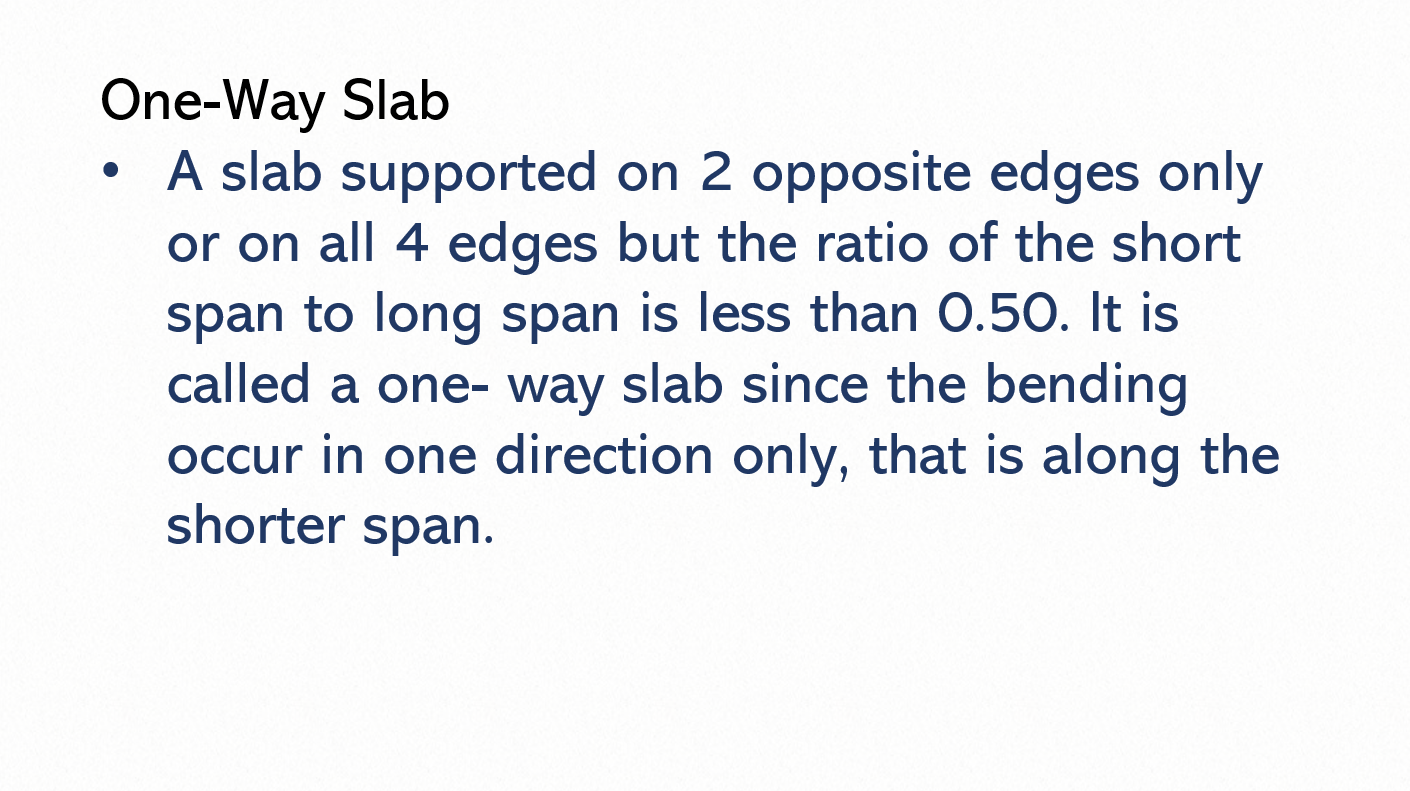 One-Way Slab
• A slab supported on 2 opposite edges only
or on all 4 edges but the ratio of the short
span to long span is less than 0.50. It is
called a one- way slab since the bending
occur in one direction only, that is along the
shorter span.